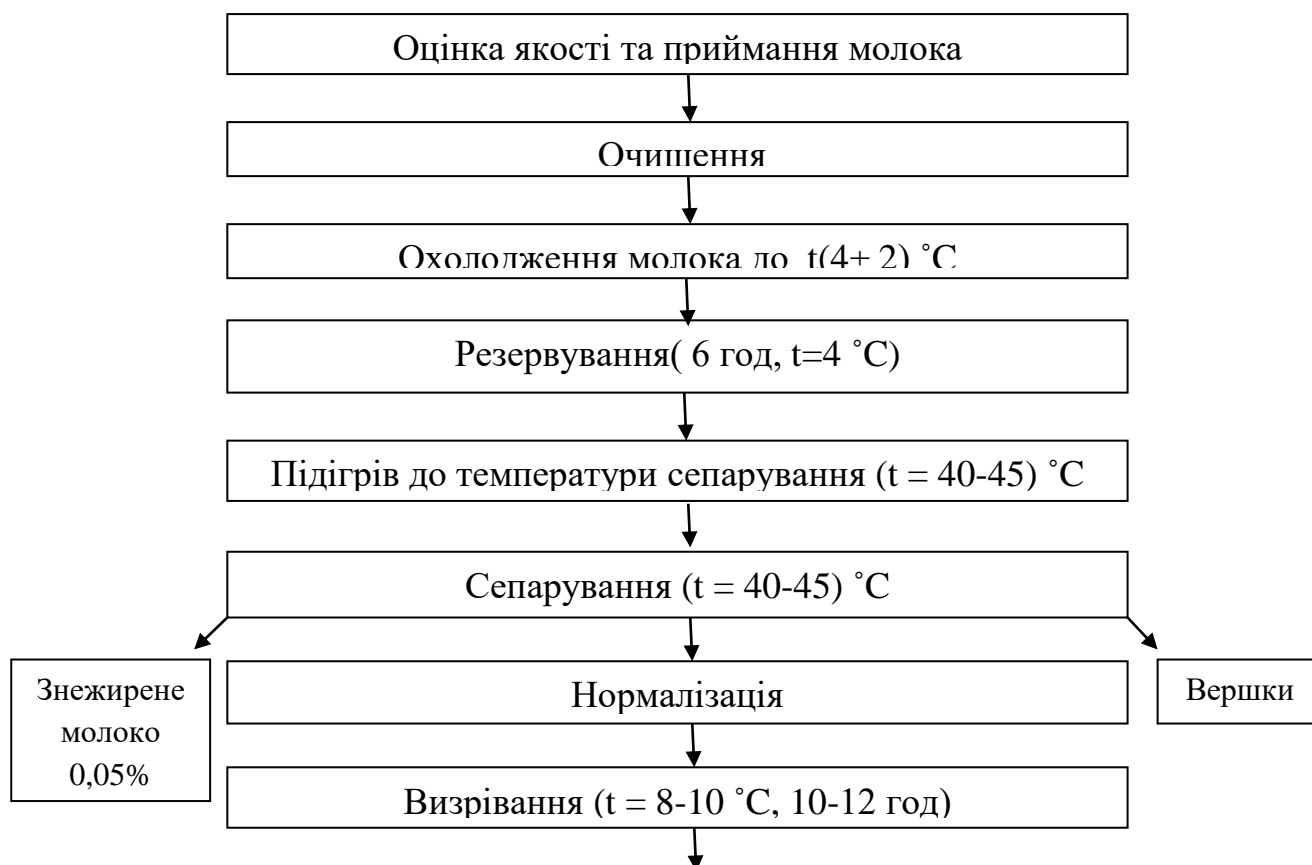 Оцінка якості та приймання молока
Очищення
Охолодження молока до t(4+ 2) ˚С
Резервування( 6 год, t=4 ˚С)
Підігрів до температури сепарування (t = 40-45) ˚С
Сепарування (t = 40-45) ˚С
Знежирене
молоко
0,05%
Нормалізація
Вершки
Визрівання (t = 8-10 ˚С, 10-12 год)